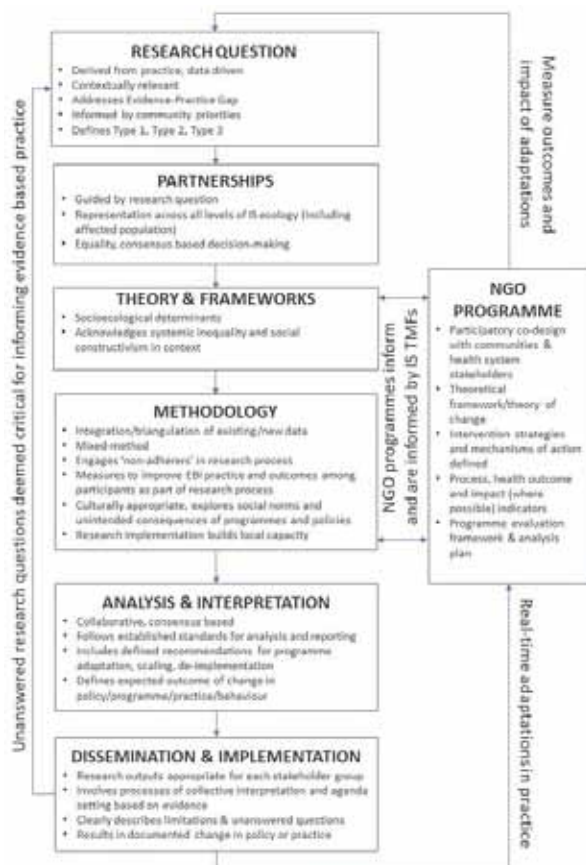 RESEARCH QUESTION
• Derived from practice, data driven
• Contextually relevant
• Addresses Evidence-Practice Gap
• Informed by community priorities
• Defines Type 1, Type 2, Type 3
PARTNERSHIPS
• Guided by research question
• Representation across all levels of IS ecology (including
affected population)
• Equality, consensus based decision-making
THEORY & FRAMEWORKS
• Socioecological determinants
• Acknowledges systemic inequality and social
constructivism in context
METHODOLOGY
• Integration/triangulation of existing/new data
• Mixed-method
• Engages 'non-adherers' in research process
• Measures to improve EBI practice and outcomes among
participants as part of research process
• Culturally appropriate, explores social norms and
unintended consequences of programmes and policies
• Research implementation builds local capacity
ANALYSIS & INTERPRETATION
• Collaborative, consensus based
• Follows established standards for analysis and reporting
• Includes defined recommendations for programme
adaptation, scaling, de-implementation
• Defines expected outcome of change in
policy/programme/practice/behaviour
DISSEMINATION & IMPLEMENTATION
• Research outputs appropriate for each stakeholder group
• Involves processes of collective interpretation and agenda
setting based on evidence
• Clearly describes limitations & unanswered questions
• Results in documented change in policy or practice
Unanswered research questions deemed critical for informing evidence based practice
NGO programmes inform
and are informed by IS TMFs
NGO
PROGRAMME
• Participatory co-design
with communities &
health system
stakeholders
• Theoretical
framework/theory of
change
• Intervention strategies
and mechanisms of action
defined
• Process, health outcome
and impact (where
possible) indicators
• Programme evaluation
framework & analysis
plan
Measure outcomes and
impact of adaptations
Real-time adaptations in practice